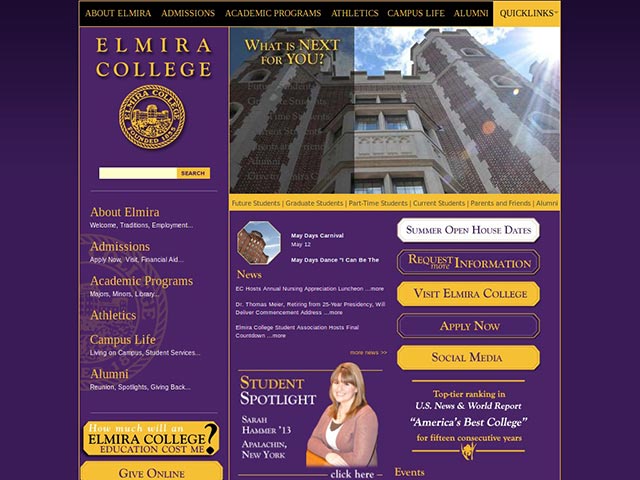 ABOUT ELMIRA ADMISSIONS ACADEMIC PROGRAMS ATHLETICS CAMPUS LIFE ALUMNI QUICKLINKS
ELMIRA
COLLEGE
ELMIRA COLLEGE
FOUNDED 1855
SEARCH
About Elmira
Welcome, Traditions, Employment...
Admissions
Apply Now, Visit, Financial Aid...
Academic Programs
Majors, Minors, Library...
Athletics
Campus Life
Living on Campus, Student Services...
Alumni
Reunion, Spotlights, Giving Back...
How much will an
ELMIRA COLLEGE
EDUCATION COST ME?
GIVE ONLINE
WHAT IS NEXT
FOR YOU?
Future Students
Graduate Students
Part-Time Students
Current Students
Parents and Friends
Alumni
Future Students | Graduate Students | Part-Time Students | Current Students | Parents and Friends | Alumni
May Days Carnival
May 12
May Days Dance "I Can Be The
News
EC Hosts Annual Nursing Appreciation Luncheon ...more
Dr. Thomas Meier, Retiring from 25-Year Presidency, Will
Deliver Commencement Address ...more
Elmira College Student Association Hosts Final
Countdown ...more
more news >>
STUDENT
SPOTLIGHT
SARAH
HAMMER '13
APALACHIN,
NEW YORK
click here
SUMMER OPEN HOUSE DATES
REQUEST more INFORMATION
VISIT ELMIRA COLLEGE
APPLY NOW
SOCIAL MEDIA
Top-tier ranking in
U.S. News & World Report
"America's Best College"
for fifteen consecutive years
Events